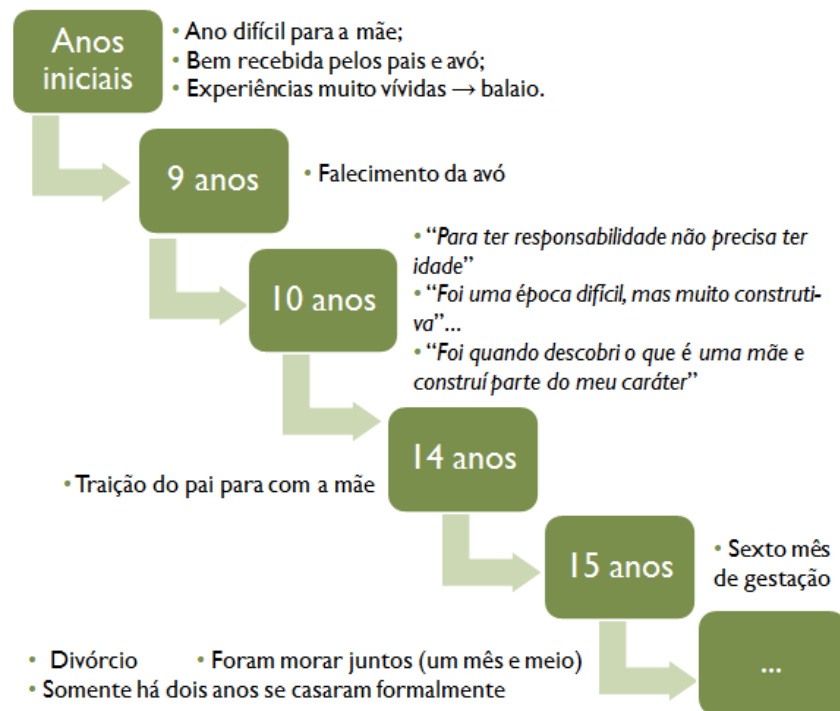 Anos
iniciais
• Ano difícil para a mãe;
• Bem recebida pelos pais e avó;
• Experiências muito vívidas → balaio.
9 anos
• Falecimento da avó
10 anos
• “Para ter responsabilidade não precisa ter
idade”
• “Foi uma época difícil, mas muito construti-
va”...
• “Foi quando descobri o que é uma mãe e
construí parte do meu caráter”
14 anos
• Traição do pai para com a mãe
15 anos
• Sexto mês
de gestação
...
• Divórcio • Foram morar juntos (um mês e meio)
• Somente há dois anos se casaram formalmente